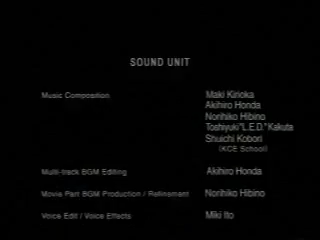 SOUND UNIT
Music Composition Maki Kirioka
Akihiro Honda
Norihiko Hibino
Toshiyuki "L.E.D." Kakuta
Shuichi Kobori
(KCE School)
Multi-track BGM Editing Akihiro Honda
Movie Part BGM Production / Refinement Norihiko Hibino
Voice Edit / Voice Effects Miki Ito